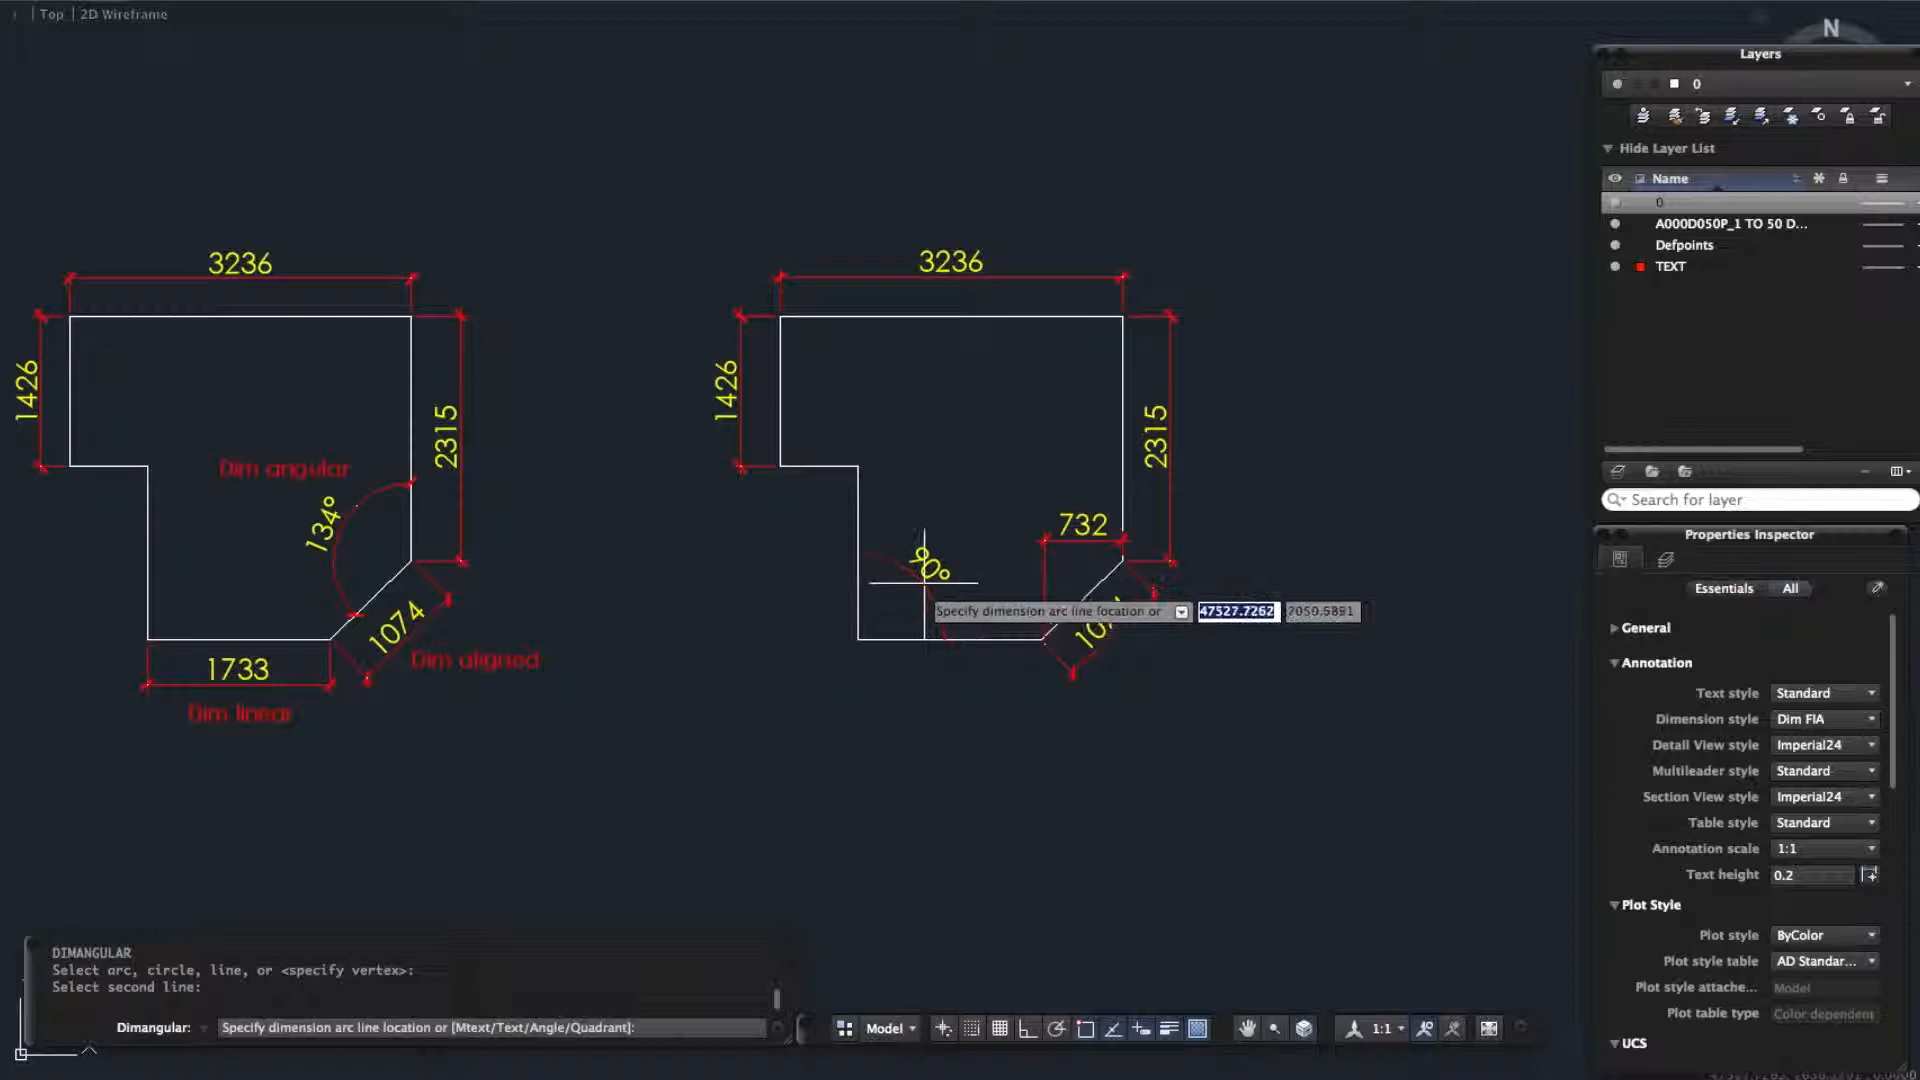 Top | 2D Wireframe
N
Layers
0
Hide Layer List
Name
0
A000D050P_1 TO 50 D...
Defpoints
TEXT
Search for layer
Properties Inspector
Essentials All
General
Annotation
Text style Standard
Dimension style Dim FIA
Detail View style Imperial24
Multileader style Standard
Section View style Imperial24
Table style Standard
Annotation scale 1:1
Text height 0.2
Plot Style
Plot style ByColor
Plot style table AD Standar...
Plot style attache... Model
Plot table type Color dependent
UCS
3236
1426
2315
Dim angular
134°
1074
Dim aligned
1733
Dim linear
3236
1426
2315
732
90°
Specify dimension arc line location or 47527.7262
DIMANGULAR
Select arc, circle, line, or <specify vertex>:
Select second line:
Dimangular: Specify dimension arc line location or [Mtext/Text/Angle/Quadrant]:
Model 1:1